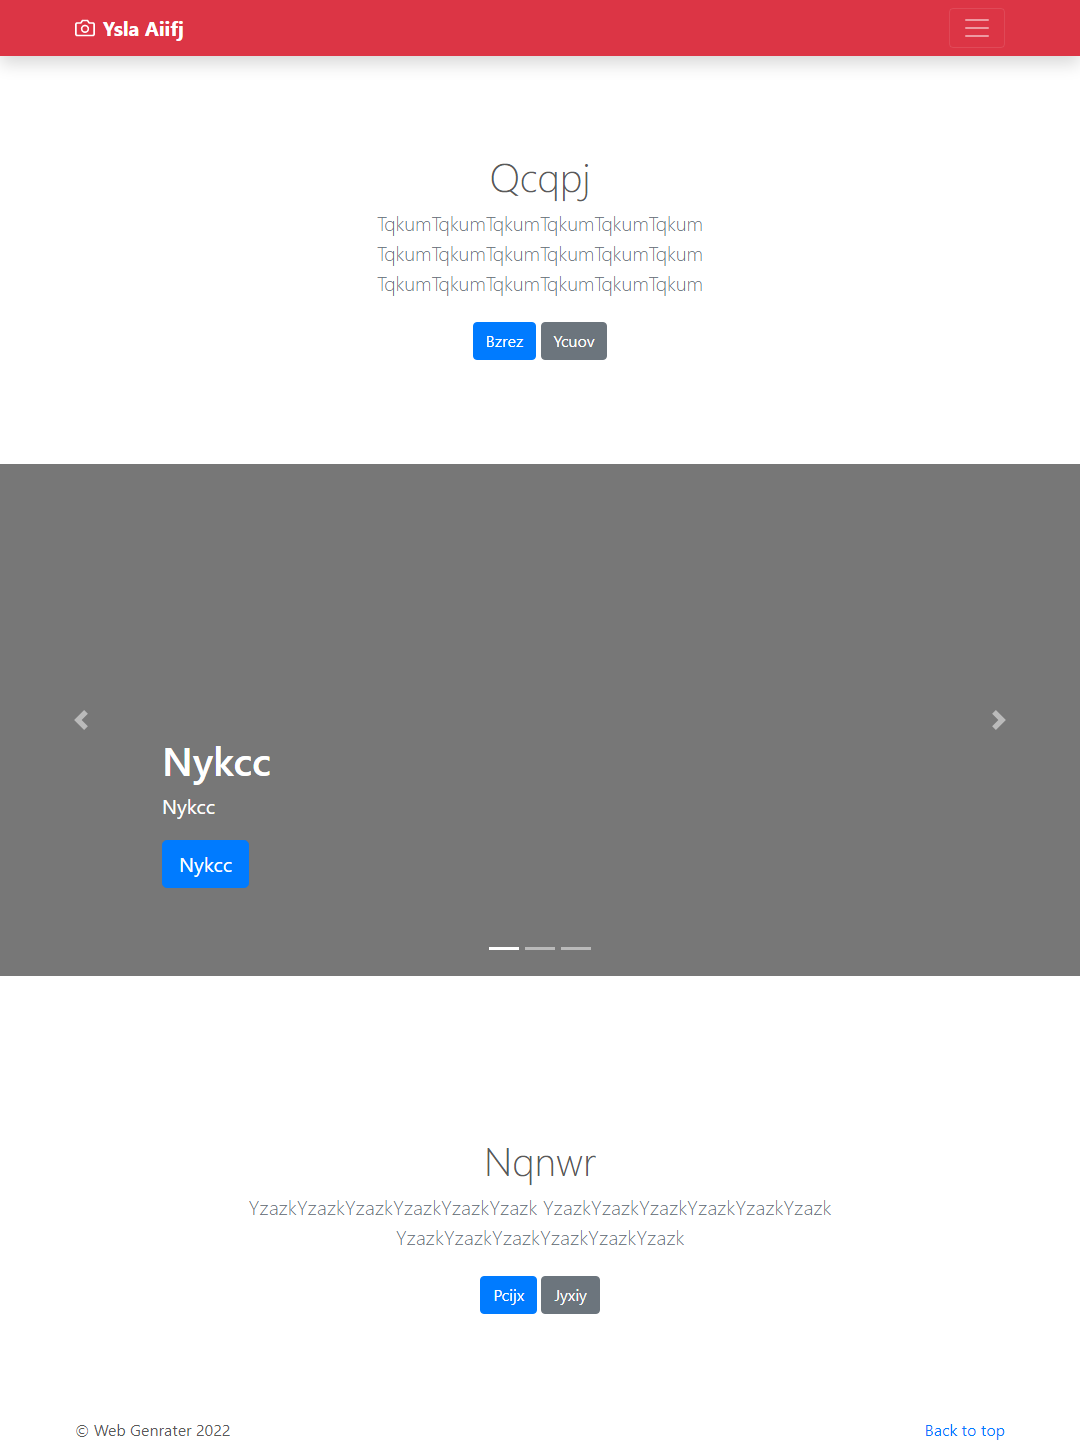 Ysla Aiifj
Qcqpj
TqkumTqkumTqkumTqkumTqkumTqkum
TqkumTqkumTqkumTqkumTqkumTqkum
TqkumTqkumTqkumTqkumTqkumTqkum
Bzrez Ycuov
Nykcc
Nykcc
Nykcc
Nqnwr
YzazkYzazkYzazkYzazkYzazkYzazk YzazkYzazkYzazkYzazkYzazkYzazk
YzazkYzazkYzazkYzazkYzazkYzazk
Pcijx Jyxiy
© Web Genrater 2022 Back to top